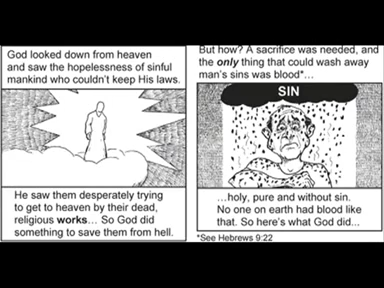 God looked down from heaven
and saw the hopelessness of sinful
mankind who couldn't keep His laws.
He saw them desperately trying
to get to heaven by their dead,
religious works... So God did
something to save them from hell.
But how? A sacrifice was needed, and
the only thing that could wash away
man's sins was blood*...
SIN
...holy, pure and without sin.
No one on earth had blood like
that. So here's what God did...
*See Hebrews 9:22